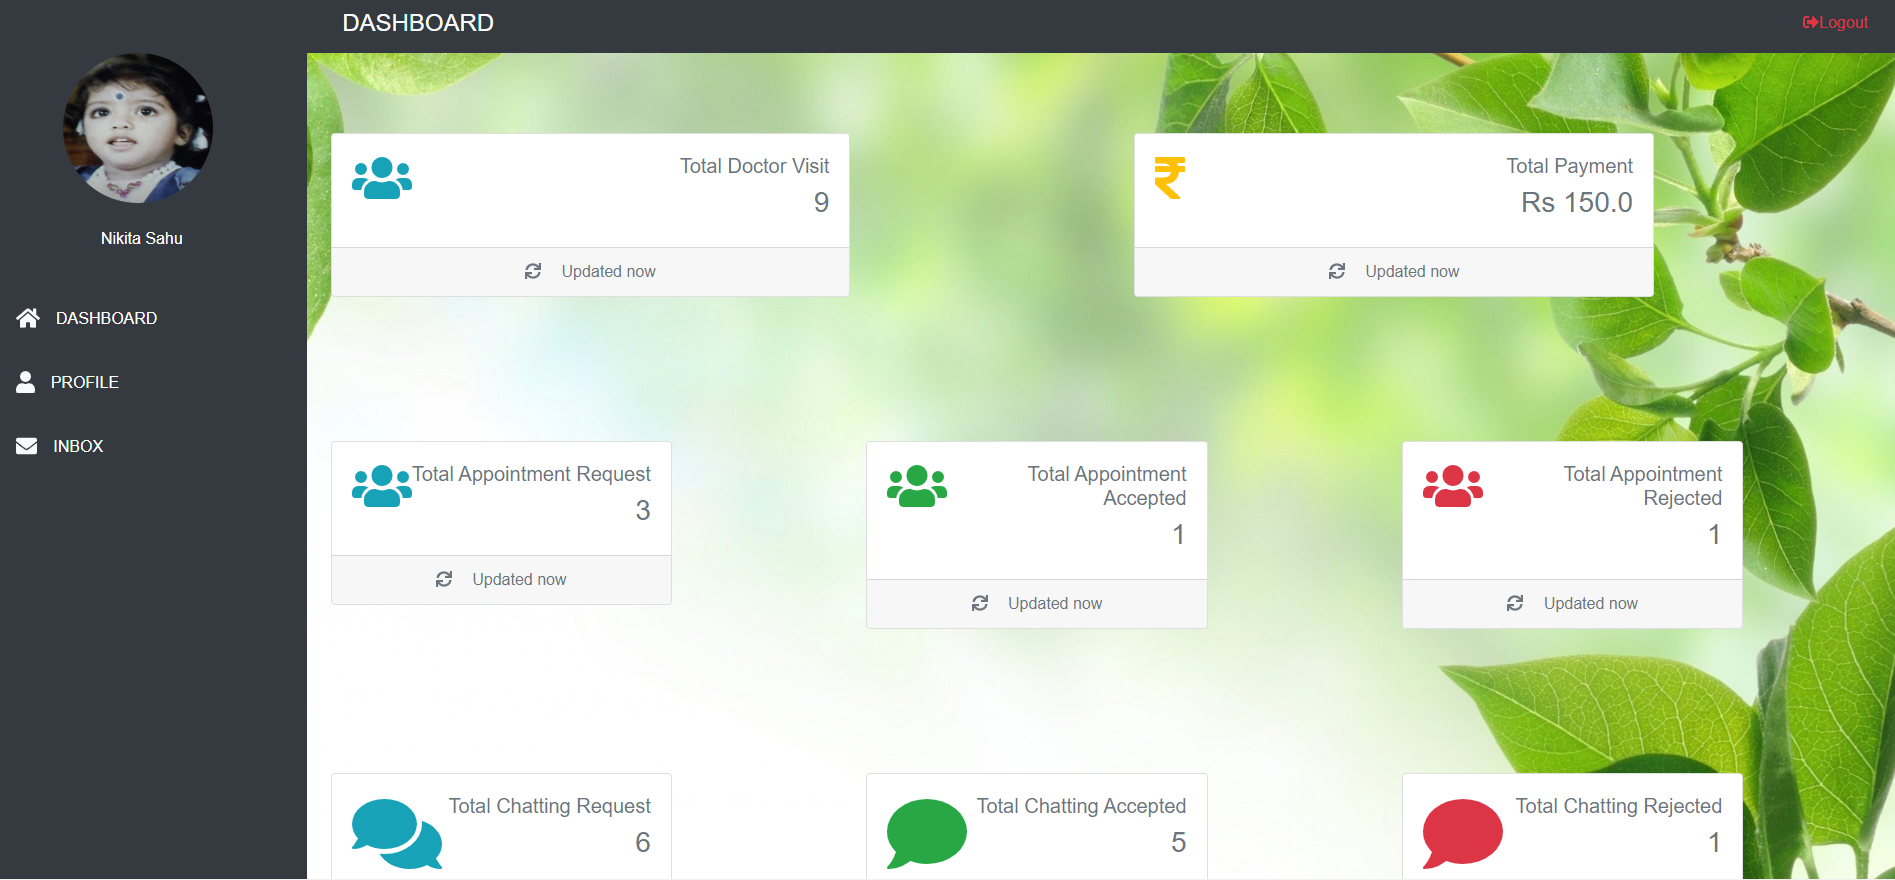 DASHBOARD
Logout
Nikita Sahu
DASHBOARD
PROFILE
INBOX
Total Doctor Visit
9
Updated now
Total Payment
Rs 150.0
Updated now
Total Appointment Request
3
Updated now
Total Appointment
Accepted
1
Updated now
Total Appointment
Rejected
1
Updated now
Total Chatting Request
6
Total Chatting Accepted
5
Total Chatting Rejected
1